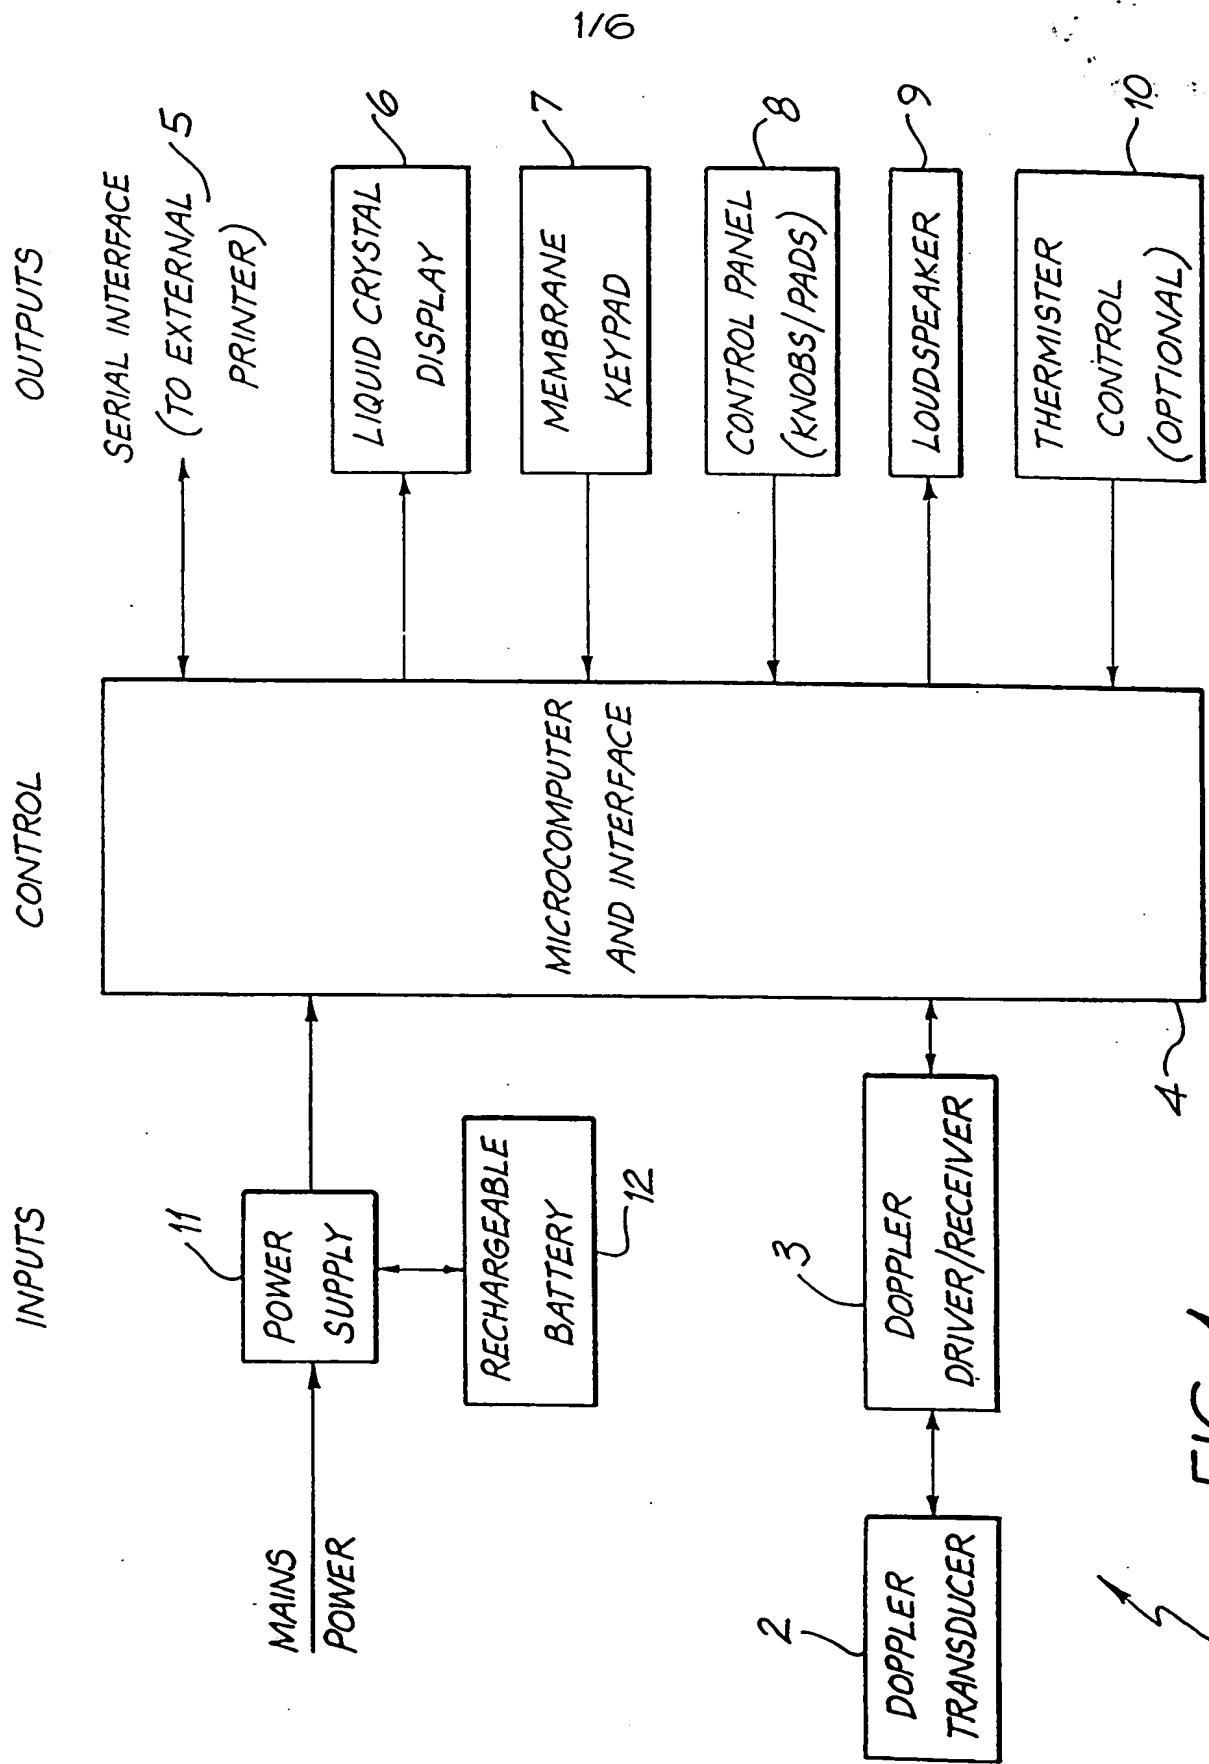 1/6
INPUTS
CONTROL
OUTPUTS
MAINS
POWER
11
POWER
SUPPLY
RECHARGEABLE
BATTERY
12
2
DOPPLER
TRANSDUCER
3
DOPPLER
DRIVER/RECEIVER
MICROCOMPUTER
AND INTERFACE
4
SERIAL INTERFACE
(TO EXTERNAL
PRINTER)
5
LIQUID CRYSTAL
DISPLAY
6
MEMBRANE
KEYPAD
7
CONTROL PANEL
(KNOBS/PADS)
8
LOUDSPEAKER
9
THERMISTER
CONTROL
(OPTIONAL)
10